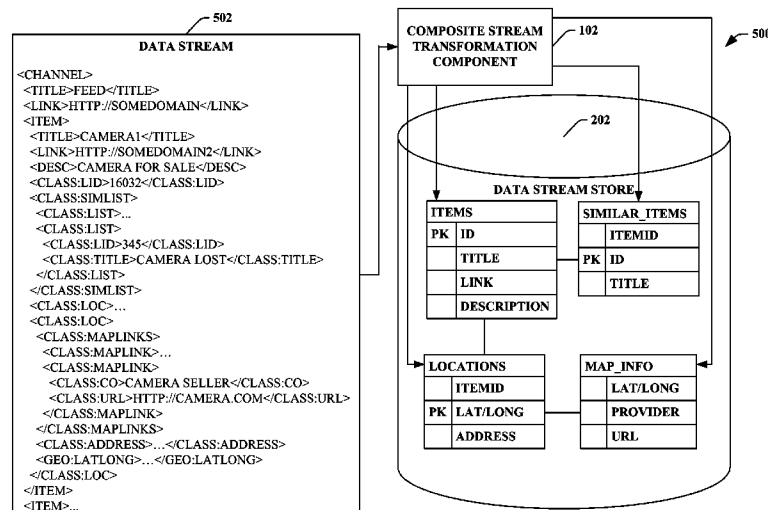 502
DATA STREAM
<CHANNEL>
<TITLE>FEED</TITLE>
<LINK>HTTP://SOMEDOMAIN</LINK>
<ITEM>
<TITLE>CAMERA1</TITLE>
<LINK>HTTP://SOMEDOMAIN2</LINK>
<DESC>CAMERA FOR SALE</DESC>
<CLASS:LID>16032</CLASS:LID>
<CLASS:SIMLIST>
<CLASS:LIST>...
<CLASS:LIST>
<CLASS:LID>345</CLASS:LID>
<CLASS:TITLE>CAMERA LOST</CLASS:TITLE>
</CLASS:LIST>
</CLASS:SIMLIST>
<CLASS:LOC>...
<CLASS:LOC>
<CLASS:MAPLINKS>
<CLASS:MAPLINK>...
<CLASS:MAPLINK>
<CLASS:CO>CAMERA SELLER</CLASS:CO>
<CLASS:URL>HTTP://CAMERA.COM</CLASS:URL>
</CLASS:MAPLINK>
</CLASS:MAPLINKS>
<CLASS:ADDRESS>...</CLASS:ADDRESS>
<GEO:LATLONG>...</GEO:LATLONG>
</CLASS:LOC>
</ITEM>
<ITEM>...
COMPOSITE STREAM
TRANSFORMATION
COMPONENT
102
500
202
DATA STREAM STORE
ITEMS
PK ID
TITLE
LINK
DESCRIPTION
SIMILAR_ITEMS
ITEMID
PK ID
TITLE
LOCATIONS
ITEMID
PK LAT/LONG
ADDRESS
MAP_INFO
LAT/LONG
PROVIDER
URL